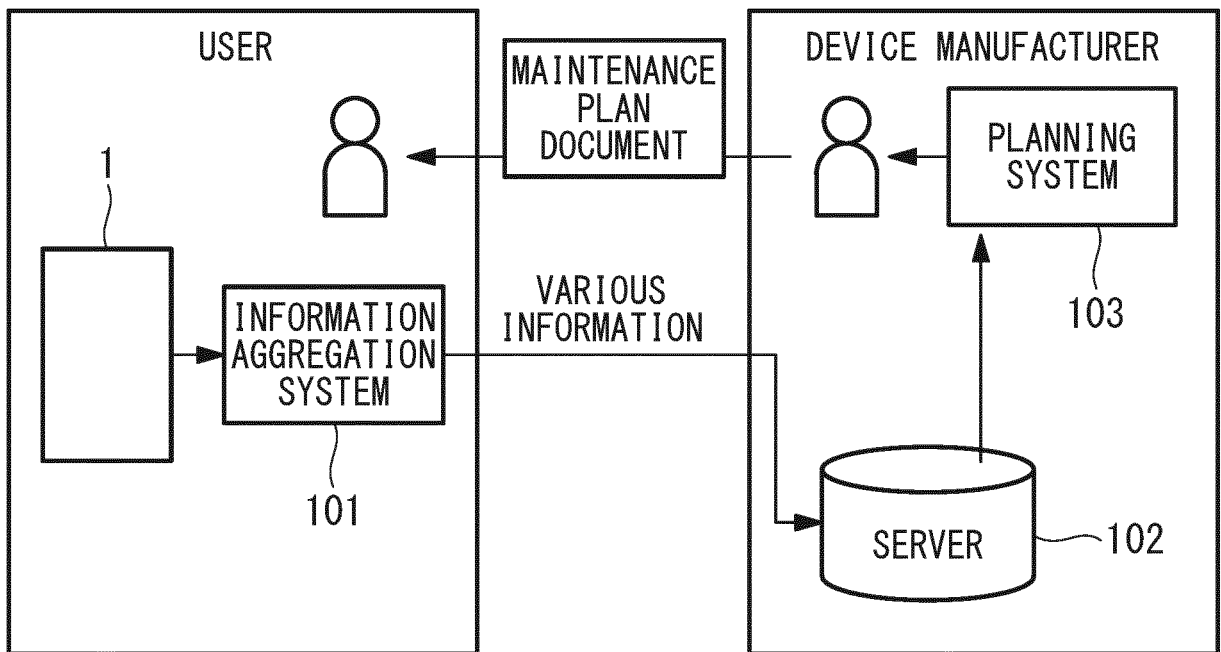 USER
MAINTENANCE
PLAN
DOCUMENT
DEVICE MANUFACTURER
PLANNING
SYSTEM
103
1
INFORMATION
AGGREGATION
SYSTEM
101
VARIOUS
INFORMATION
SERVER
102